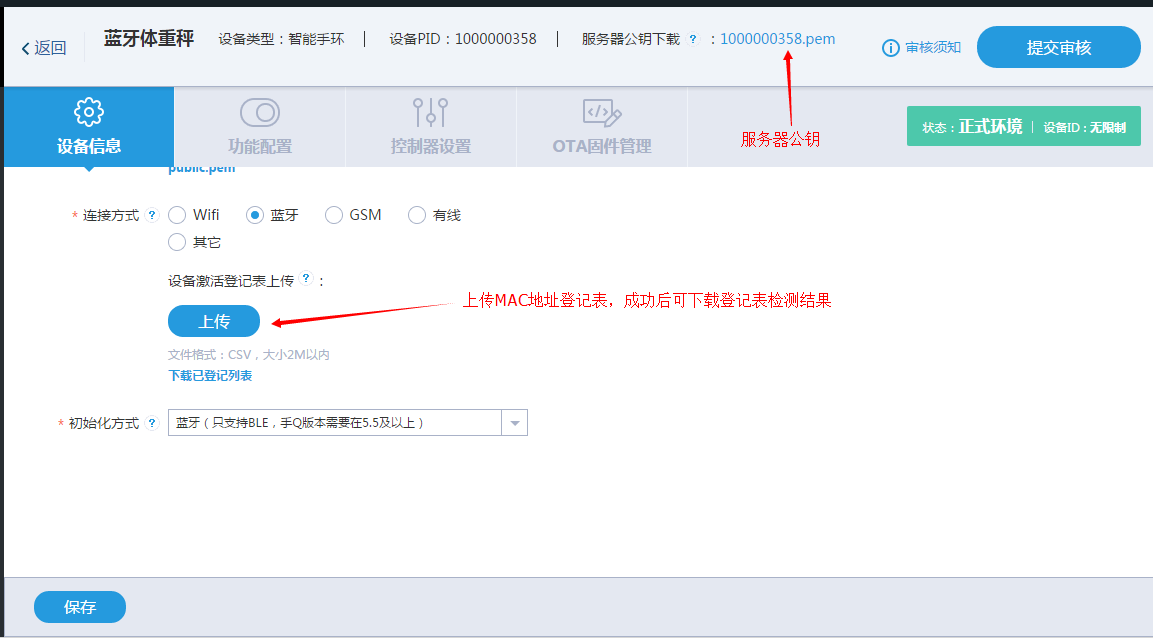 返回
蓝牙体重秤
设备类型：智能手环
设备PID：1000000358
服务器公钥下载 ? ：1000000358.pem
审核须知
提交审核
设备信息
功能配置
控制器设置
OTA固件管理
服务器公钥
状态：正式环境 | 设备ID：无限制
public.pem
* 连接方式 ?
Wifi
蓝牙
GSM
有线
其它
设备激活登记表上传 ? ：
上传MAC地址登记表，成功后可下载登记表检测结果
上传
文件格式：CSV，大小2M以内
下载已登记列表
* 初始化方式 ?
蓝牙（只支持BLE，手Q版本需要在5.5及以上）
保存